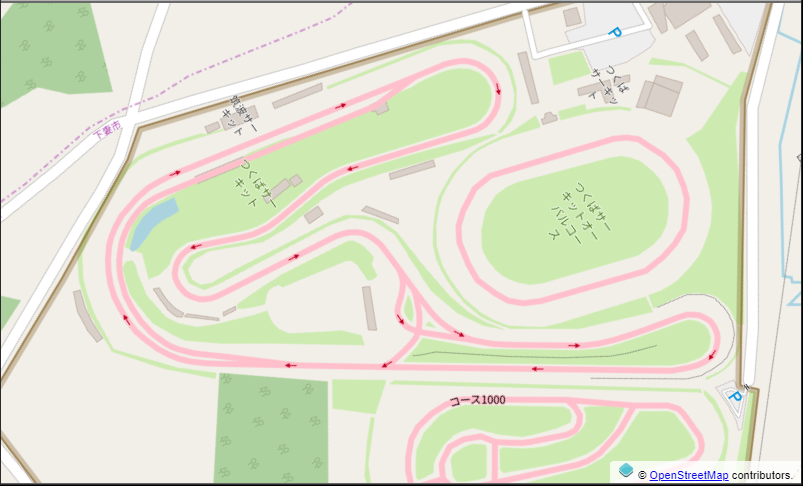 P
下妻市
筑波サー
キット
つくば
サーキッ
ト
つくばサー
キット
つくばサー
キットオー
バルコー
ス
P
コース1000
© OpenStreetMap contributors.